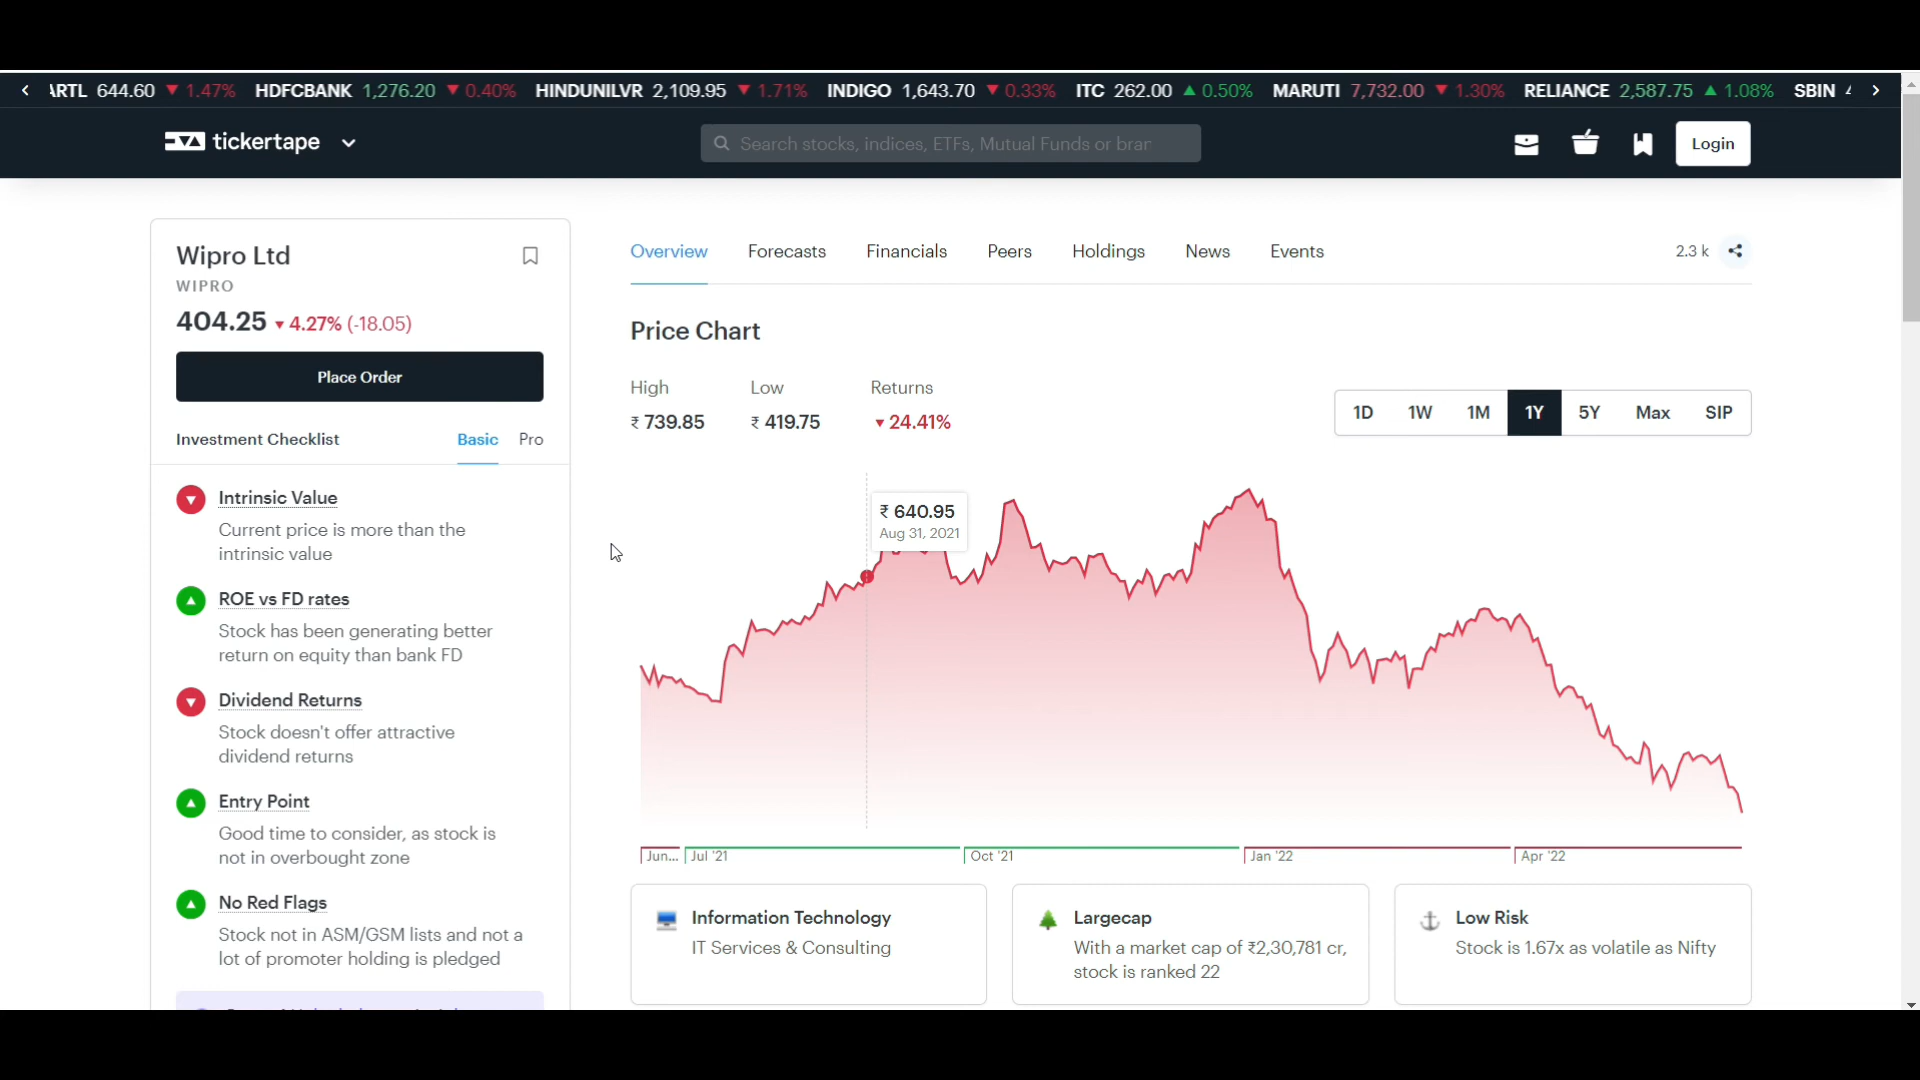 ARTL 644.60 ▼ 1.47% HDFCBANK 1,276.20 ▼ 0.40% HINDUNILVR 2,109.95 ▼ 1.71% INDIGO 1,643.70 ▼ 0.33% ITC 262.00 ▲ 0.50% MARUTI 7,732.00 ▼ 1.30% RELIANCE 2,587.75 ▲ 1.08% SBIN
tickertape
Search stocks, indices, ETFs, Mutual Funds or brar
Login
Wipro Ltd
WIPRO
404.25 ▼ 4.27% (-18.05)
Place Order
Investment Checklist Basic Pro
Intrinsic Value
Current price is more than the
intrinsic value
ROE vs FD rates
Stock has been generating better
return on equity than bank FD
Dividend Returns
Stock doesn't offer attractive
dividend returns
Entry Point
Good time to consider, as stock is
not in overbought zone
No Red Flags
Stock not in ASM/GSM lists and not a
lot of promoter holding is pledged
Overview Forecasts Financials Peers Holdings News Events 2.3 k
Price Chart
High Low Returns
₹ 739.85 ₹ 419.75 ▼ 24.41%
1D 1W 1M 1Y 5Y Max SIP
₹ 640.95
Aug 31, 2021
Jun... Jul '21 Oct '21 Jan '22 Apr '22
Information Technology
IT Services & Consulting
Largecap
With a market cap of ₹2,30,781 cr,
stock is ranked 22
Low Risk
Stock is 1.67x as volatile as Nifty